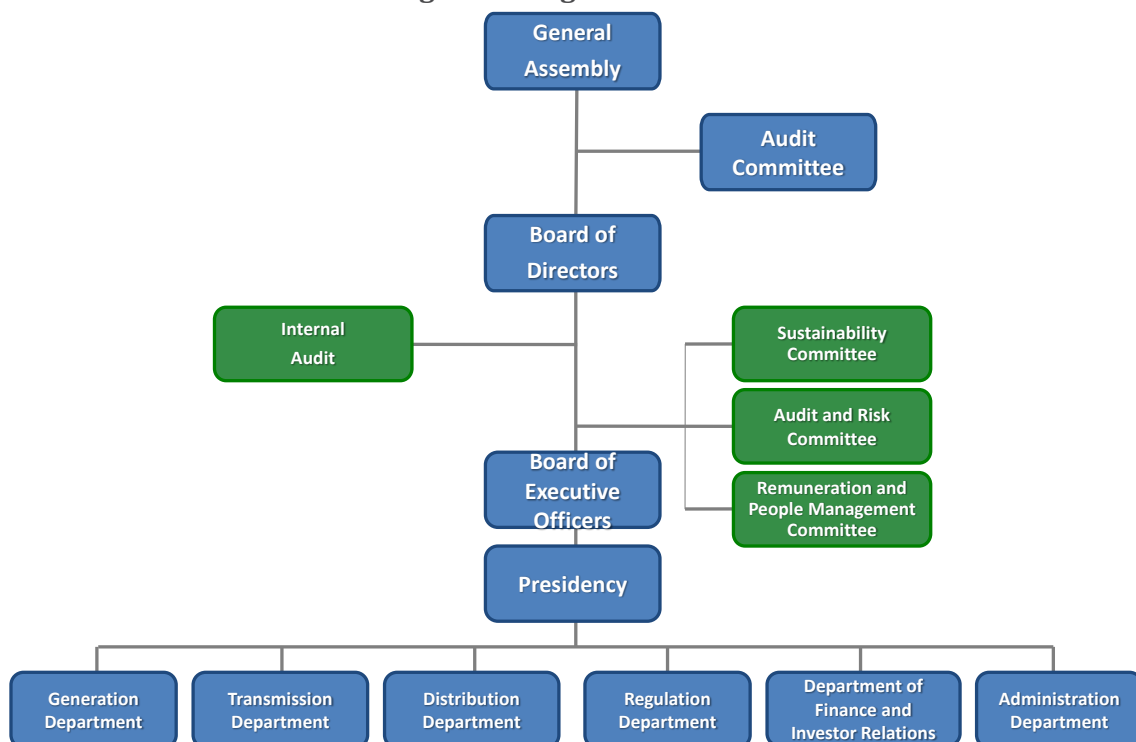 General
Assembly
Audit
Committee
Board of
Directors
Internal
Audit
Sustainability
Committee
Audit and Risk
Committee
Board of
Executive
Officers
Remuneration and
People Management
Committee
Presidency
Generation
Department
Transmission
Department
Distribution
Department
Regulation
Department
Department of
Finance and
Investor Relations
Administration
Department